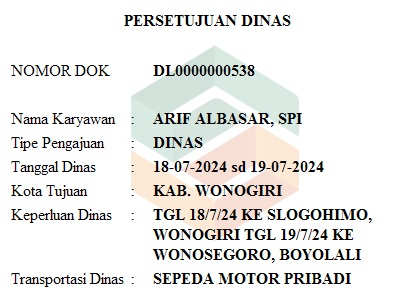 PERSETUJUAN DINAS
NOMOR DOK DL0000000538
Nama Karyawan : ARIF ALBASAR, SPI
Tipe Pengajuan : DINAS
Tanggal Dinas : 18-07-2024 sd 19-07-2024
Kota Tujuan : KAB. WONOGIRI
Keperluan Dinas : TGL 18/7/24 KE SLOGOHIMO,
WONOGIRI TGL 19/7/24 KE
WONOSEGORO, BOYOLALI
Transportasi Dinas : SEPEDA MOTOR PRIBADI